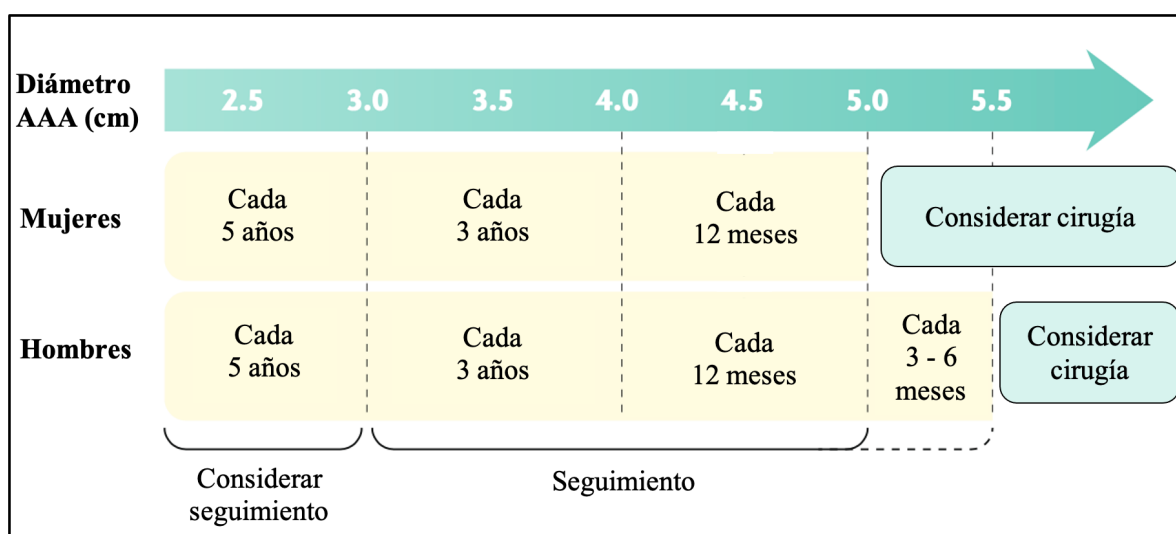 Diámetro
AAA (cm)
2.5 3.0 3.5 4.0 4.5 5.0 5.5
Mujeres
Cada
5 años
Cada
3 años
Cada
12 meses
Considerar cirugía
Hombres
Cada
5 años
Cada
3 años
Cada
12 meses
Cada
3 - 6
meses
Considerar
cirugía
Considerar
seguimiento
Seguimiento